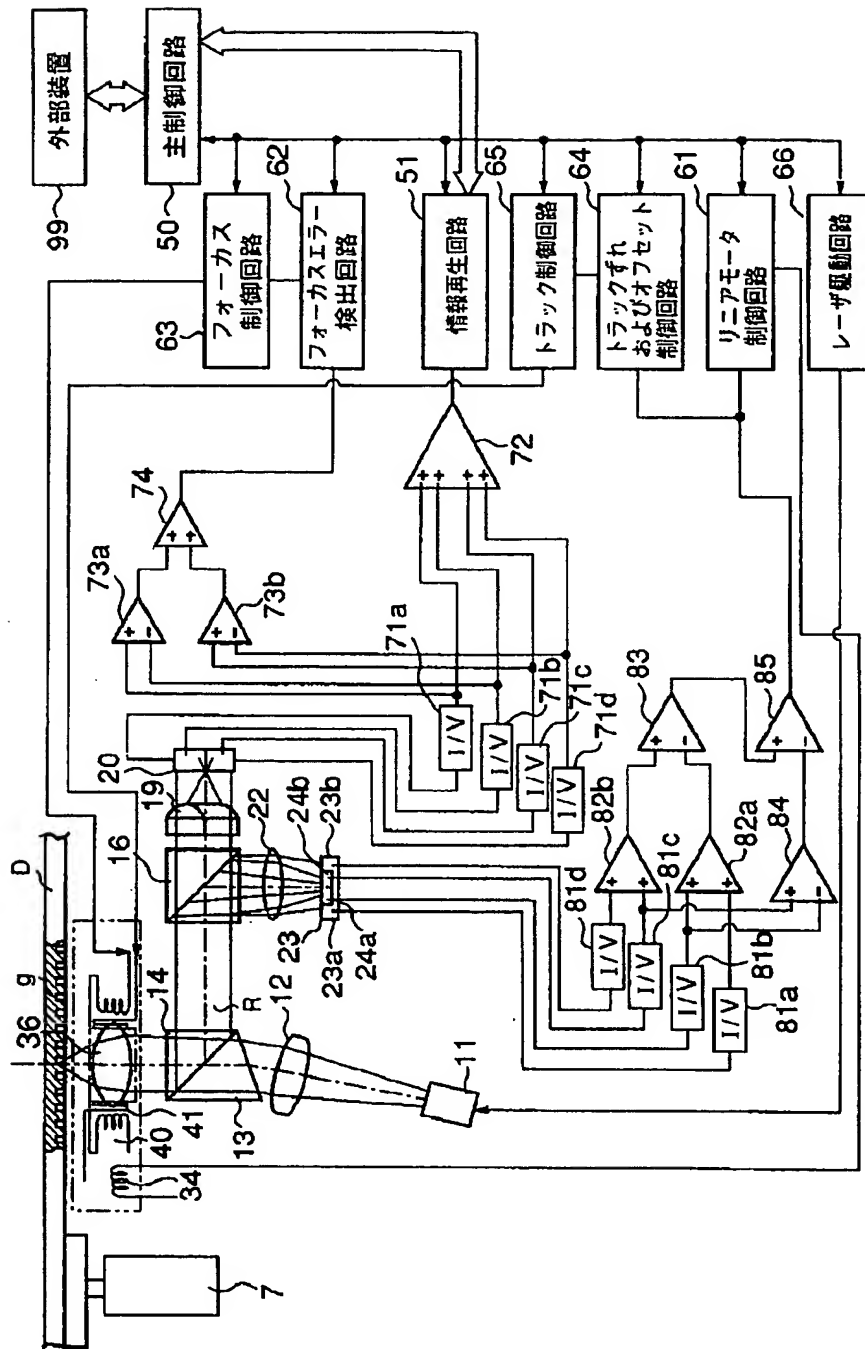 99
外部装置
50
主制御回路
63
フォーカス
制御回路
62
フォーカスエラー
検出回路
51
情報再生回路
65
トラック制御回路
64
トラックずれ
およびオフセット
制御回路
61
リニアモータ
制御回路
66
レーザ駆動回路
7
36
g
D
34
40
41
14
13
R
12
11
16
19
20
22
24b
23b
23
23a
24a
73a
+
-
73b
+
-
74
+
+
72
+
+
+
+
71a
I/V
71b
I/V
71c
I/V
71d
I/V
81d
I/V
81c
I/V
81b
I/V
81a
I/V
82b
+
+
82a
+
+
83
+
-
84
+
-
85
+
-